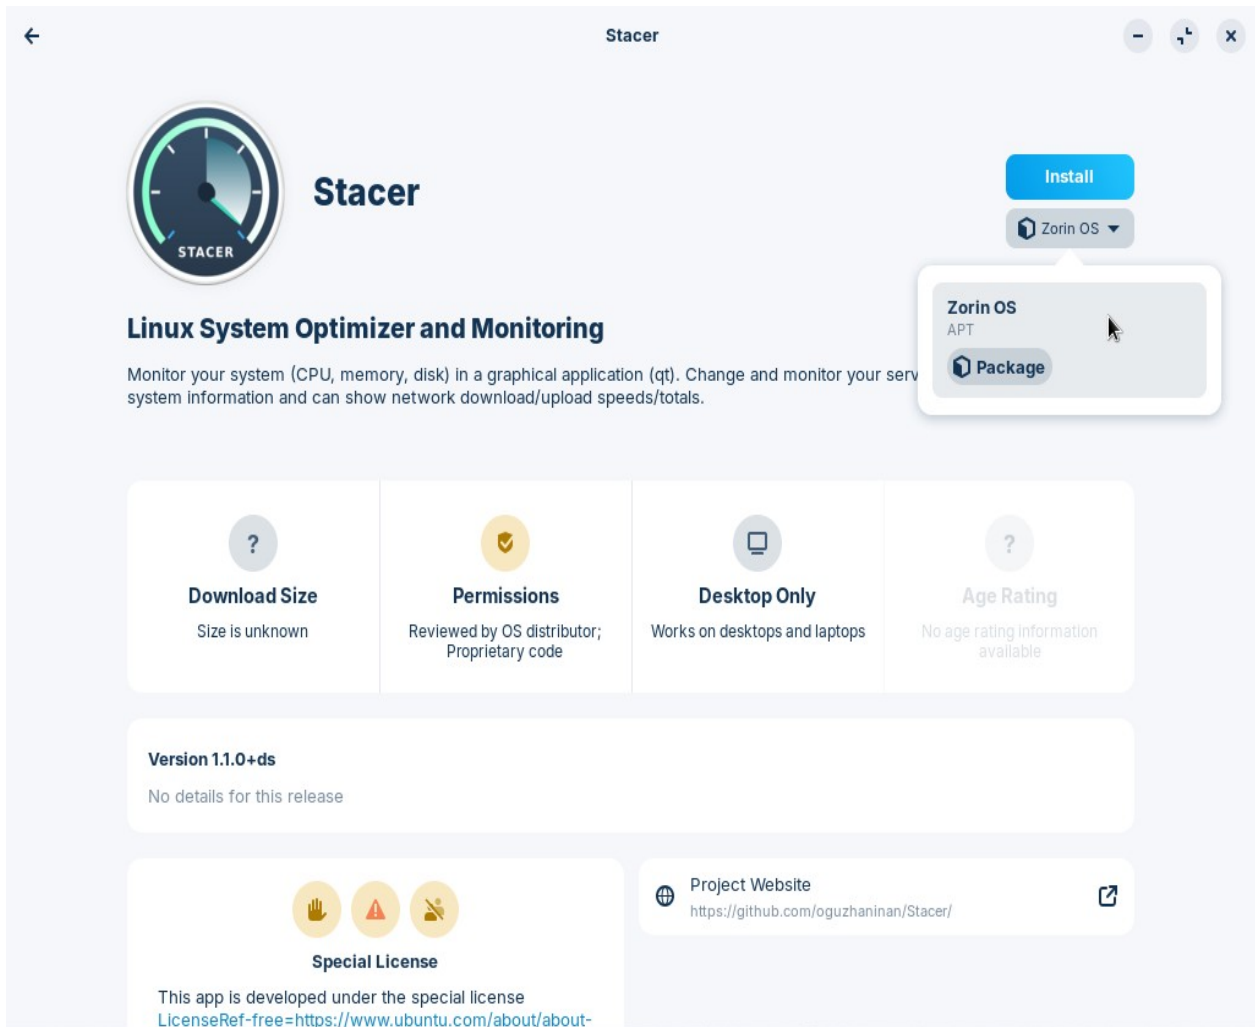 Stacer
STACER
Stacer
Install
Zorin OS
Zorin OS
APT
Package
Linux System Optimizer and Monitoring
Monitor your system (CPU, memory, disk) in a graphical application (qt). Change and monitor your serv
system information and can show network download/upload speeds/totals.
?
Download Size
Size is unknown
Permissions
Reviewed by OS distributor;
Proprietary code
Desktop Only
Works on desktops and laptops
?
Age Rating
No age rating information
available
Version 1.1.0+ds
No details for this release
Special License
This app is developed under the special license
LicenseRef-free=https://www.ubuntu.com/about/about-
Project Website
https://github.com/oguzhaninan/Stacer/